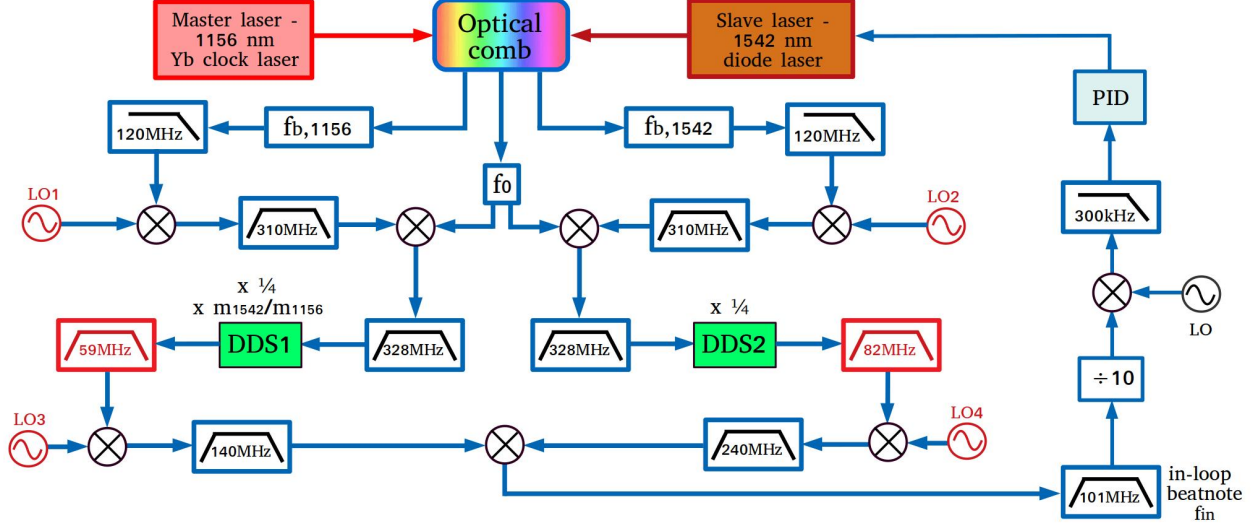 Master laser -
1156 nm
Yb clock laser
Optical
comb
Slave laser -
1542 nm
diode laser
PID
120MHz
fb,1156
fb,1542
120MHz
f0
LO1
310MHz
310MHz
LO2
300kHz
x ¼
x m1542/m1156
x ¼
LO
59MHz
DDS1
328MHz
328MHz
DDS2
82MHz
÷10
LO3
140MHz
240MHz
LO4
101MHz
in-loop
beatnote
fin